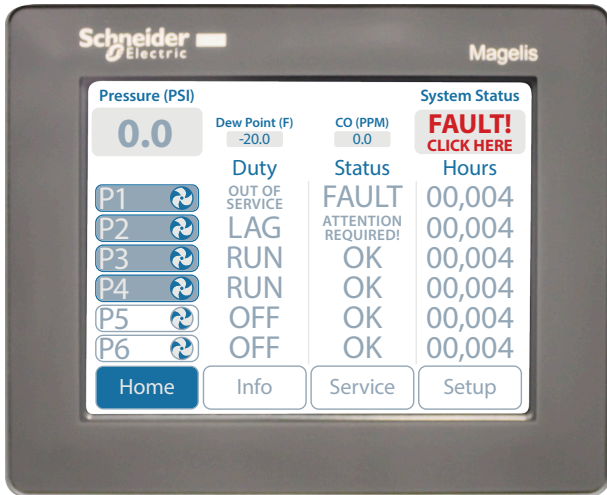 Schneider
Electric
Magelis
Pressure (PSI)
System Status
0.0
Dew Point (F)
-20.0
CO (PPM)
0.0
FAULT!
CLICK HERE
Duty Status Hours
P1 OUT OF SERVICE FAULT 00,004
P2 LAG ATTENTION REQUIRED! 00,004
P3 RUN OK 00,004
P4 RUN OK 00,004
P5 OFF OK 00,004
P6 OFF OK 00,004
Home Info Service Setup